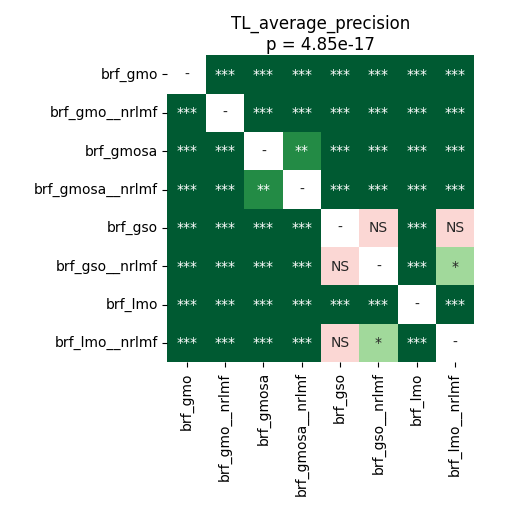 TL_average_precision
p = 4.85e-17
brf_gmo - *** *** *** *** *** *** ***
brf_gmo__nrlmf *** - *** *** *** *** *** ***
brf_gmosa *** *** - ** *** *** *** ***
brf_gmosa__nrlmf *** *** ** - *** *** *** ***
brf_gso *** *** *** *** - NS *** NS
brf_gso__nrlmf *** *** *** *** NS - *** *
brf_lmo *** *** *** *** *** *** - ***
brf_lmo__nrlmf *** *** *** *** NS * *** -
brf_gmo
brf_gmo__nrlmf
brf_gmosa
brf_gmosa__nrlmf
brf_gso
brf_gso__nrlmf
brf_lmo
brf_lmo__nrlmf